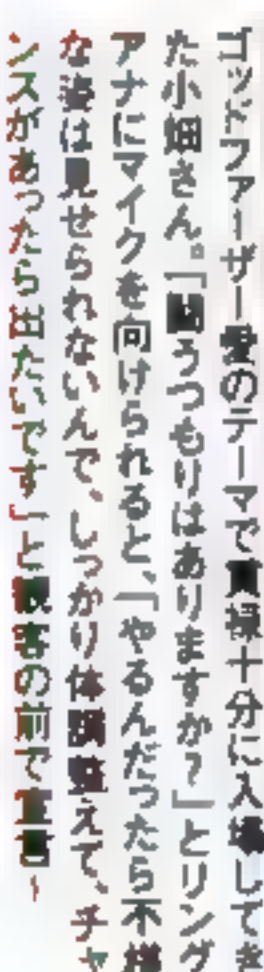 ゴッドファーザー愛のテーマで貫禄十分に入場してき
た小畑さん。「闘うつもりはありますか？」とリング
アナにマイクを向けられると、「やるんだったら不様
な姿は見せられないんで、しっかり体調整えて、チャ
ンスがあったら出たいです」と観客の前で宣言！